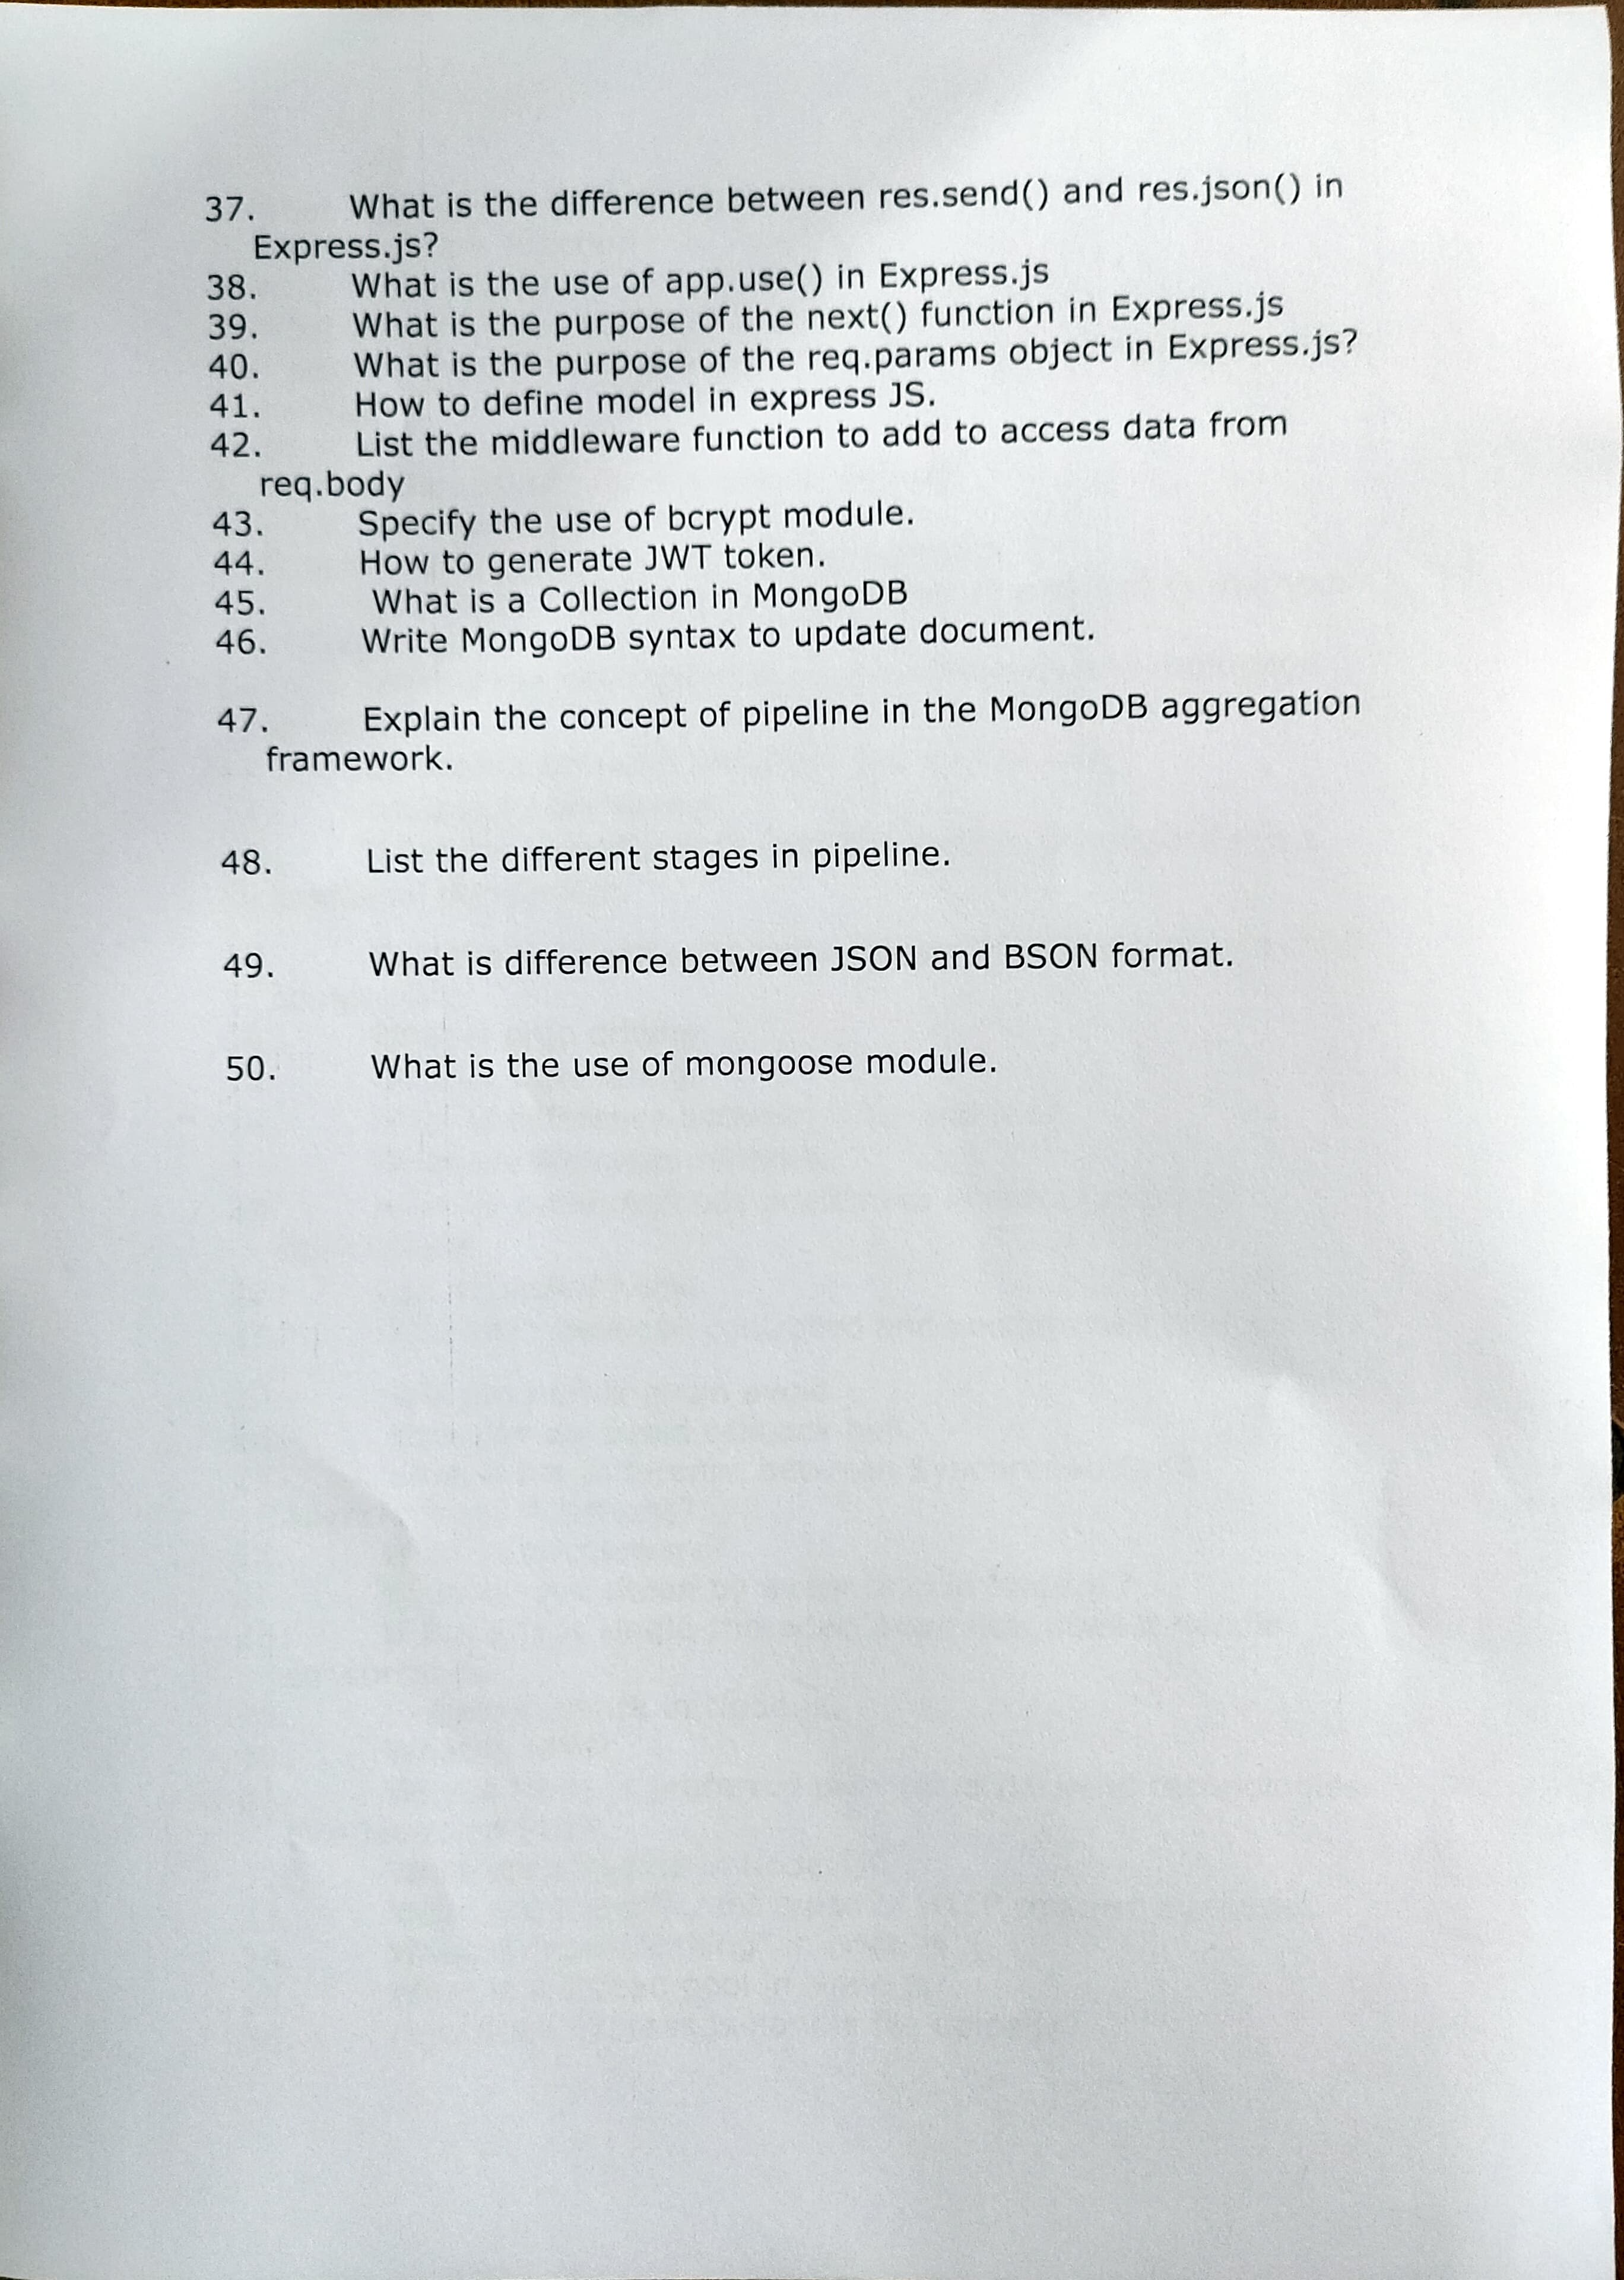 37. What is the difference between res.send() and res.json() in
Express.js?
38. What is the use of app.use() in Express.js
39. What is the purpose of the next() function in Express.js
40. What is the purpose of the req.params object in Express.js?
41. How to define model in express JS.
42. List the middleware function to add to access data from
req.body
43. Specify the use of bcrypt module.
44. How to generate JWT token.
45. What is a Collection in MongoDB
46. Write MongoDB syntax to update document.
47. Explain the concept of pipeline in the MongoDB aggregation
framework.
48. List the different stages in pipeline.
49. What is difference between JSON and BSON format.
50. What is the use of mongoose module.